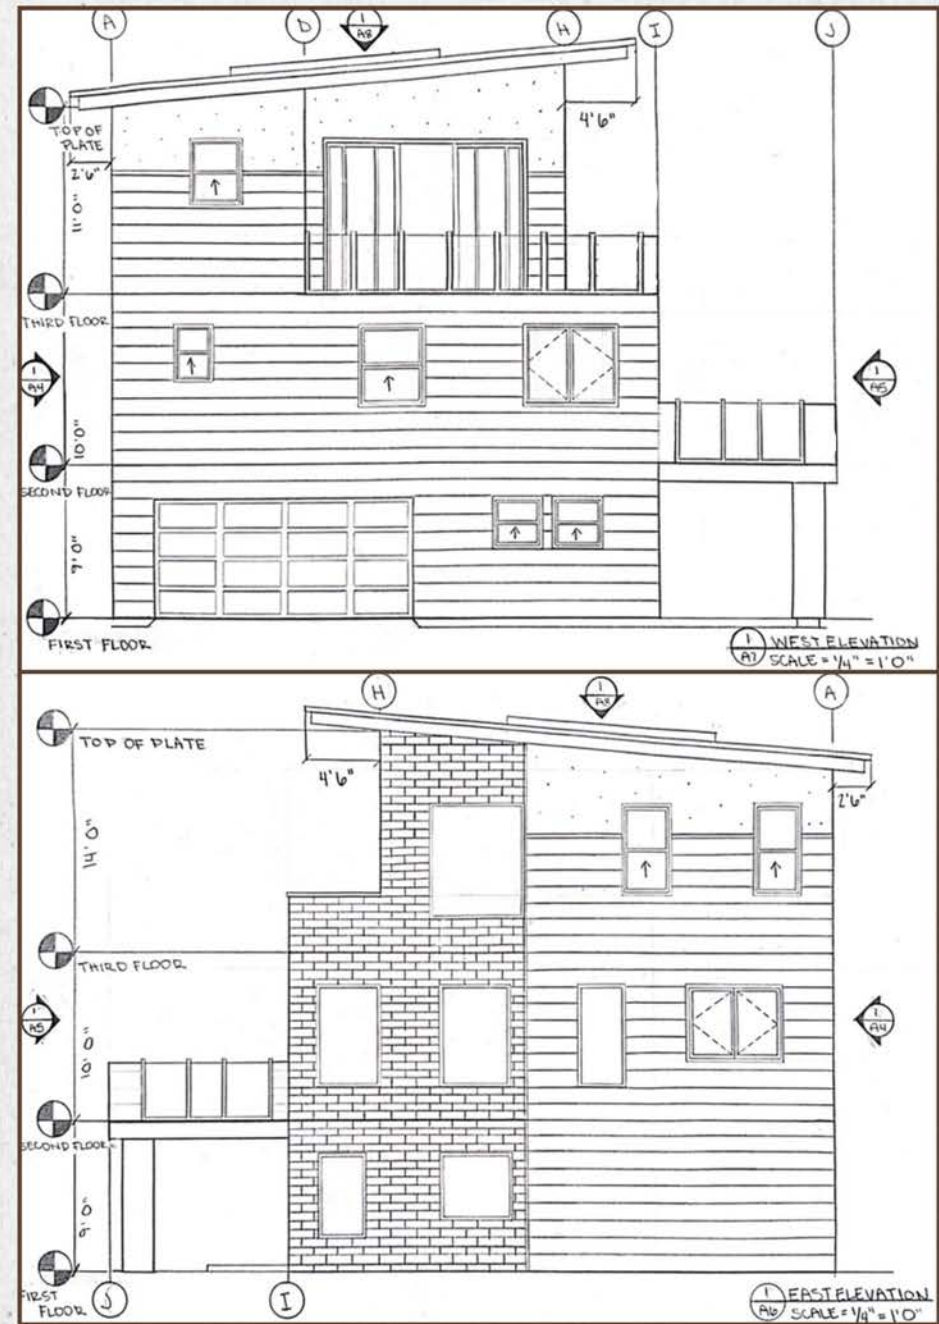 A
D
1
A8
H
I
J
TOP OF
PLATE
2'6"
4'6"
11'0"
THIRD FLOOR
1
A4
1
A5
10'0"
SECOND FLOOR
9'0"
FIRST FLOOR
1
A7
WEST ELEVATION
SCALE = 1/4" = 1'0"
H
1
A8
A
TOP OF PLATE
4'6"
2'6"
14'0"
THIRD FLOOR
1
A5
1
A4
10'0"
SECOND FLOOR
9'0"
FIRST
FLOOR
J
I
1
A6
EAST ELEVATION
SCALE = 1/4" = 1'0"